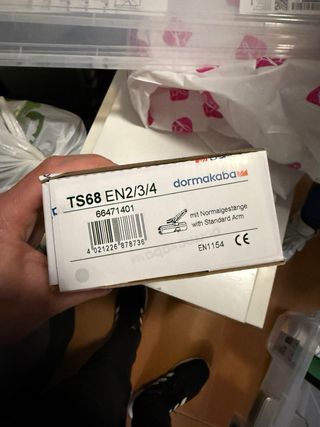 TS68 EN2/3/4
dormakaba
66471401
4 021226 878736
mit Normalgestänge
with Standard Arm
EN1154 CE